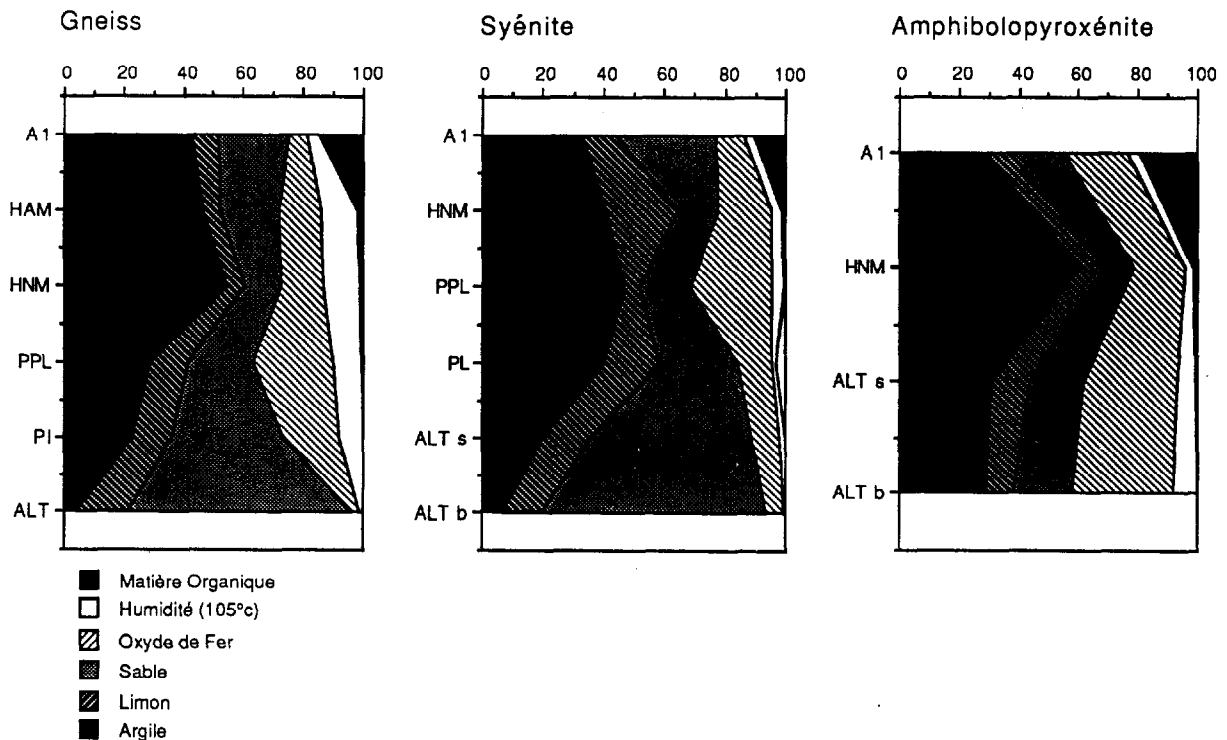 Gneiss
0 20 40 60 80 100
A1
HAM
HNM
PPL
PI
ALT
Syénite
0 20 40 60 80 100
A1
HNM
PPL
PL
ALT s
ALT b
Amphibolopyroxénite
0 20 40 60 80 100
A1
HNM
ALT s
ALT b
Matière Organique
Humidité (105°c)
Oxyde de Fer
Sable
Limon
Argile